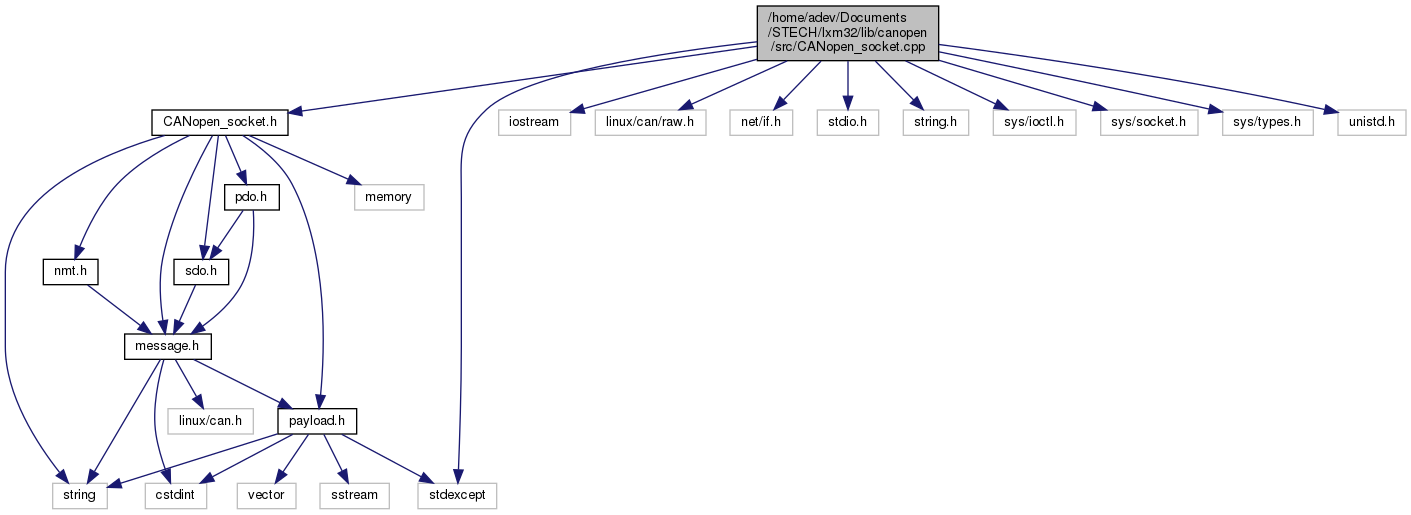 /home/adev/Documents
/STECH/lxm32/lib/canopen
/src/CANopen_socket.cpp
CANopen_socket.h
iostream
linux/can/raw.h
net/if.h
stdio.h
string.h
sys/ioctl.h
sys/socket.h
sys/types.h
unistd.h
pdo.h
memory
nmt.h
sdo.h
message.h
linux/can.h
payload.h
string
cstdint
vector
sstream
stdexcept